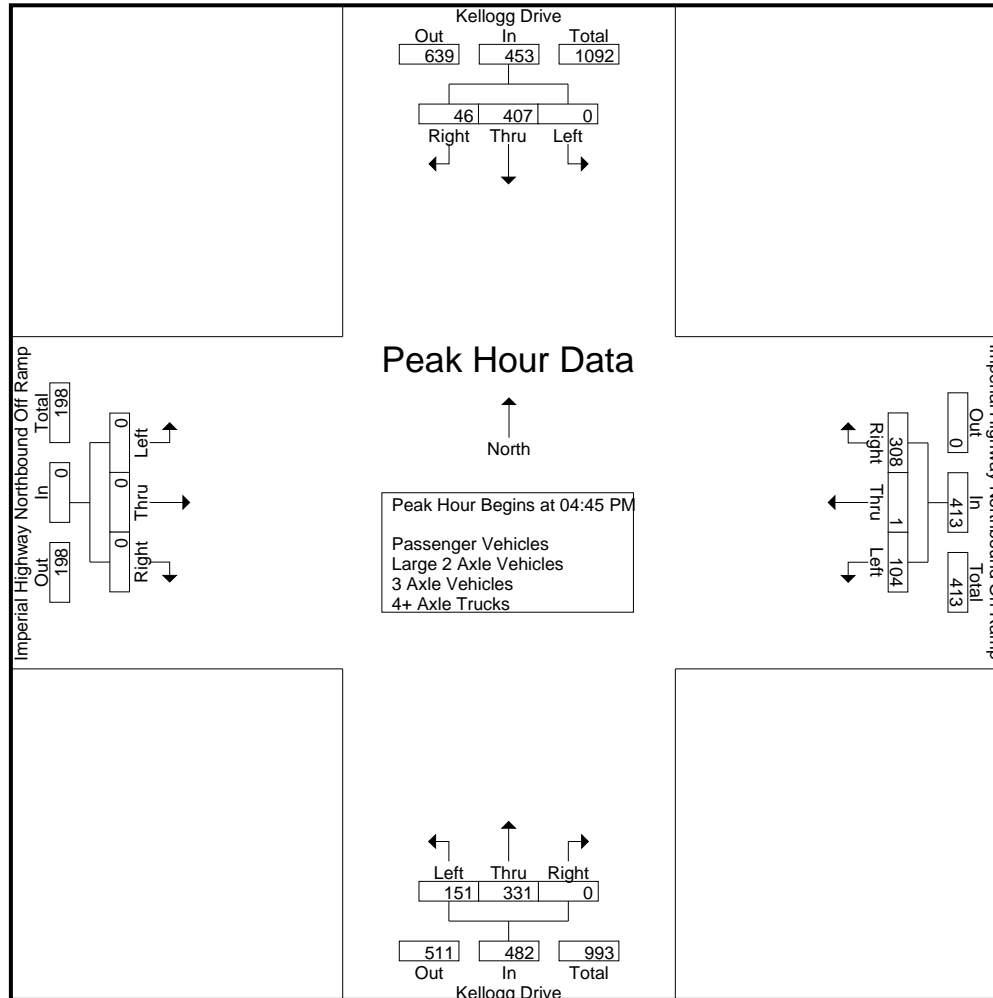 Kellogg Drive
Out In Total
639 453 1092
46 407 0
Right Thru Left
Peak Hour Data
North
Peak Hour Begins at 04:45 PM
Passenger Vehicles
Large 2 Axle Vehicles
3 Axle Vehicles
4+ Axle Trucks
Imperial Highway Northbound Off Ramp
Total In Out
198 0 198
0 0 0
Left Thru Right
Right Thru Left
308 1 104
Out In Total
0 413 413
Imperial Highway Northbound Ramp
Left Thru Right
151 331 0
511 482 993
Out In Total
Kellogg Drive